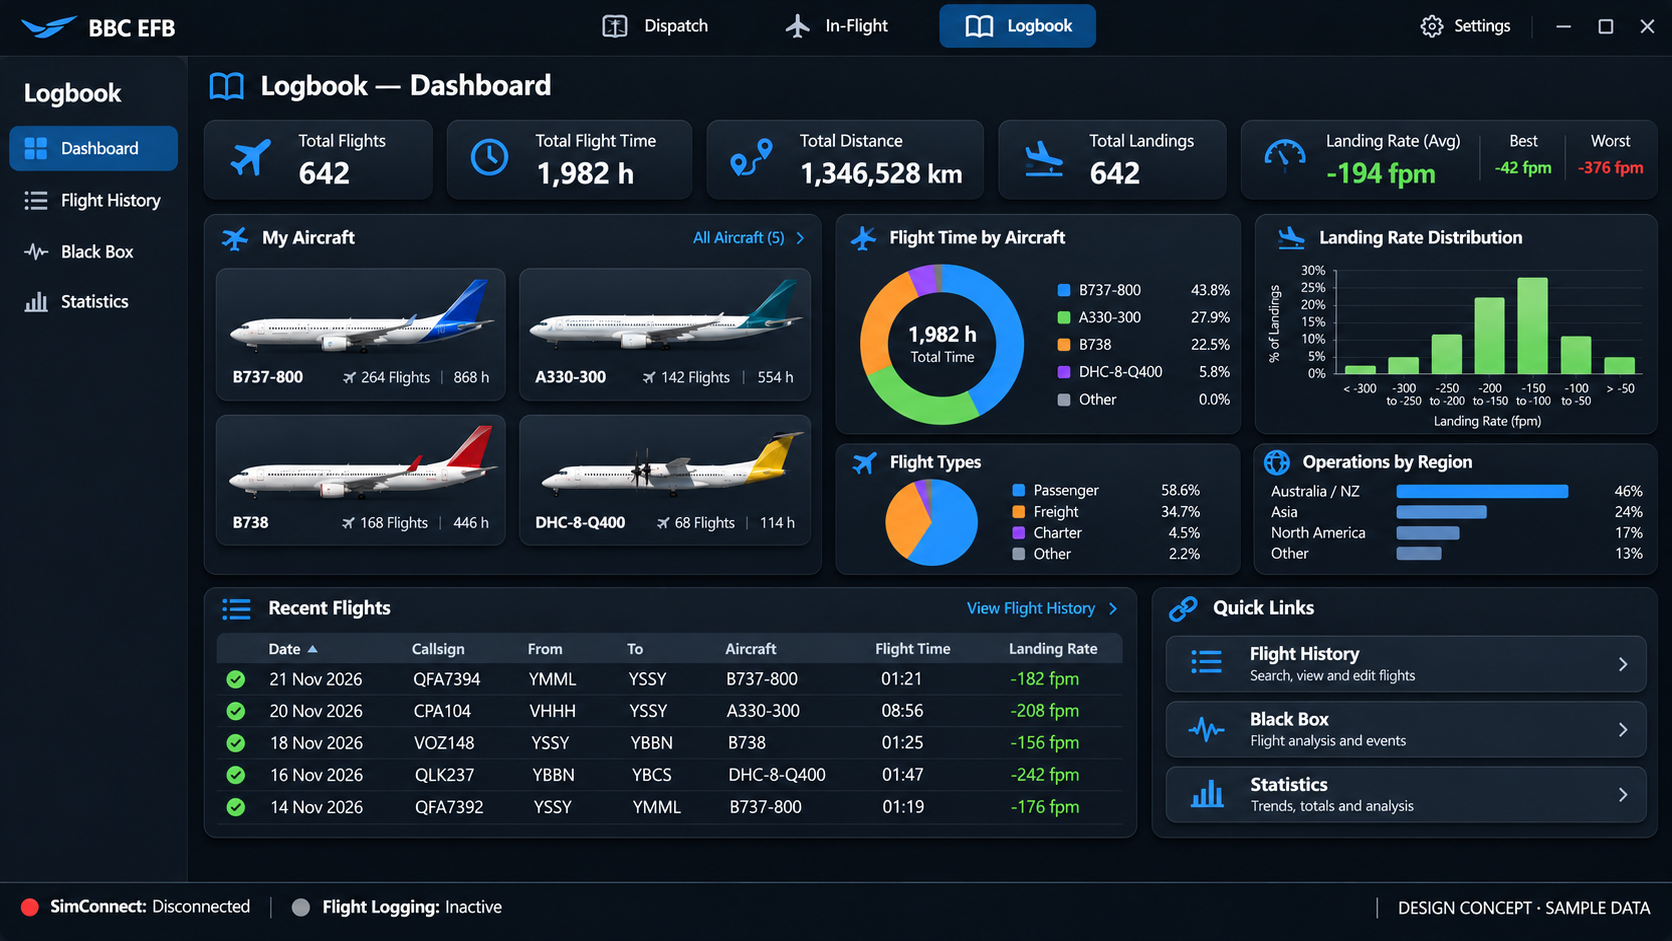 BBC EFB
Dispatch
In-Flight
Logbook
Settings
Logbook
Dashboard
Flight History
Black Box
Statistics
Logbook — Dashboard
Total Flights
642
Total Flight Time
1,982 h
Total Distance
1,346,528 km
Total Landings
642
Landing Rate (Avg)
-194 fpm
Best
-42 fpm
Worst
-376 fpm
My Aircraft
All Aircraft (5)
B737-800
264 Flights
868 h
A330-300
142 Flights
554 h
B738
168 Flights
446 h
DHC-8-Q400
68 Flights
114 h
Flight Time by Aircraft
1,982 h
Total Time
B737-800 43.8%
A330-300 27.9%
B738 22.5%
DHC-8-Q400 5.8%
Other 0.0%
Landing Rate Distribution
% of Landings
30%
25%
20%
15%
10%
5%
0%
< -300
-300 to -250
-250 to -200
-200 to -150
-150 to -100
-100 to -50
> -50
Landing Rate (fpm)
Flight Types
Passenger 58.6%
Freight 34.7%
Charter 4.5%
Other 2.2%
Operations by Region
Australia / NZ 46%
Asia 24%
North America 17%
Other 13%
Recent Flights
View Flight History
Date Callsign From To Aircraft Flight Time Landing Rate
21 Nov 2026 QFA7394 YMML YSSY B737-800 01:21 -182 fpm
20 Nov 2026 CPA104 VHHH YSSY A330-300 08:56 -208 fpm
18 Nov 2026 VOZ148 YSSY YBBN B738 01:25 -156 fpm
16 Nov 2026 QLK237 YBBN YBCS DHC-8-Q400 01:47 -242 fpm
14 Nov 2026 QFA7392 YSSY YMML B737-800 01:19 -176 fpm
Quick Links
Flight History
Search, view and edit flights
Black Box
Flight analysis and events
Statistics
Trends, totals and analysis
SimConnect: Disconnected
Flight Logging: Inactive
DESIGN CONCEPT · SAMPLE DATA